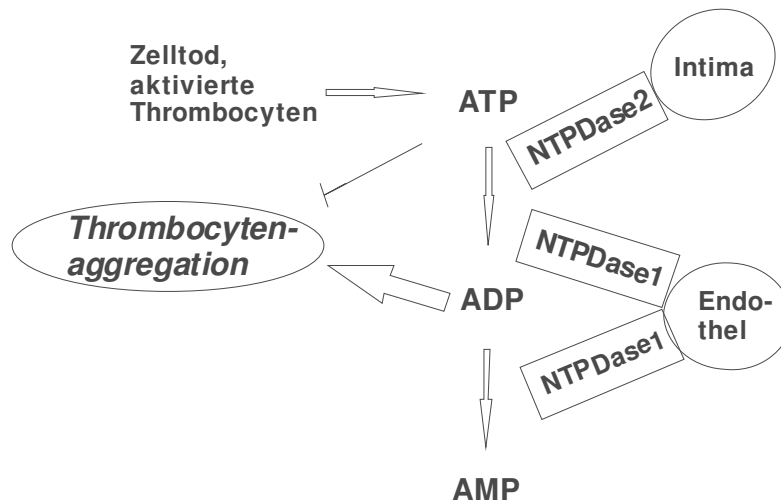 Zelltod,
aktivierte
Thrombocyten
ATP
NTPDase2
Intima
Thrombocyten-
aggregation
NTPDase1
ADP
NTPDase1
Endo-
thel
AMP